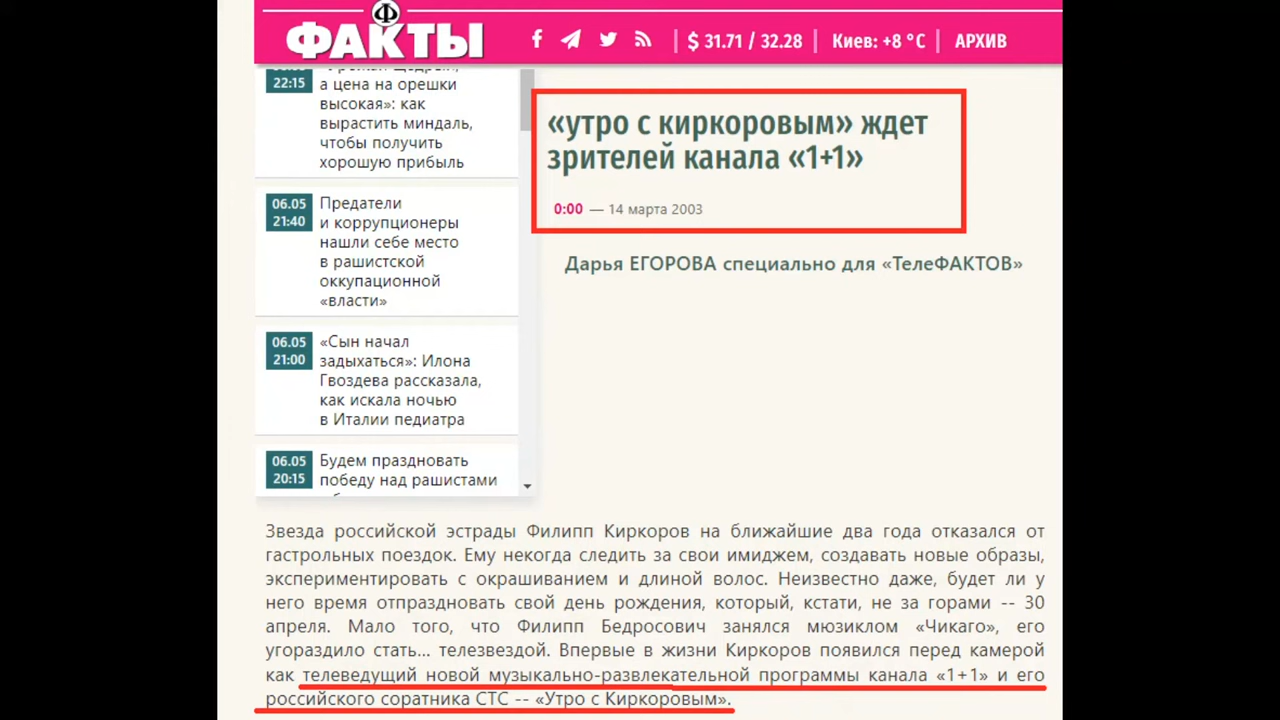 ФАКТЫ
$ 31.71 / 32.28
Киев: +8 °C
АРХИВ
22:15
а цена на орешки
высокая»: как
вырастить миндаль,
чтобы получить
хорошую прибыль
06.05
21:40
Предатели
и коррупционеры
нашли себе место
в рашистской
оккупационной
«власти»
06.05
21:00
«Сын начал
задыхаться»: Илона
Гвоздева рассказала,
как искала ночью
в Италии педиатра
06.05
20:15
Будем праздновать
победу над рашистами
«утро с киркоровым» ждет
зрителей канала «1+1»
0:00 — 14 марта 2003
Дарья ЕГОРОВА специально для «ТелеФАКТОВ»
Звезда российской эстрады Филипп Киркоров на ближайшие два года отказался от
гастрольных поездок. Ему некогда следить за свои имиджем, создавать новые образы,
экспериментировать с окрашиванием и длиной волос. Неизвестно даже, будет ли у
него время отпраздновать свой день рождения, который, кстати, не за горами -- 30
апреля. Мало того, что Филипп Бедросович занялся мюзиклом «Чикаго», его
угораздило стать... телезвездой. Впервые в жизни Киркоров появился перед камерой
как телеведущий новой музыкально-развлекательной программы канала «1+1» и его
российского соратника СТС -- «Утро с Киркоровым».